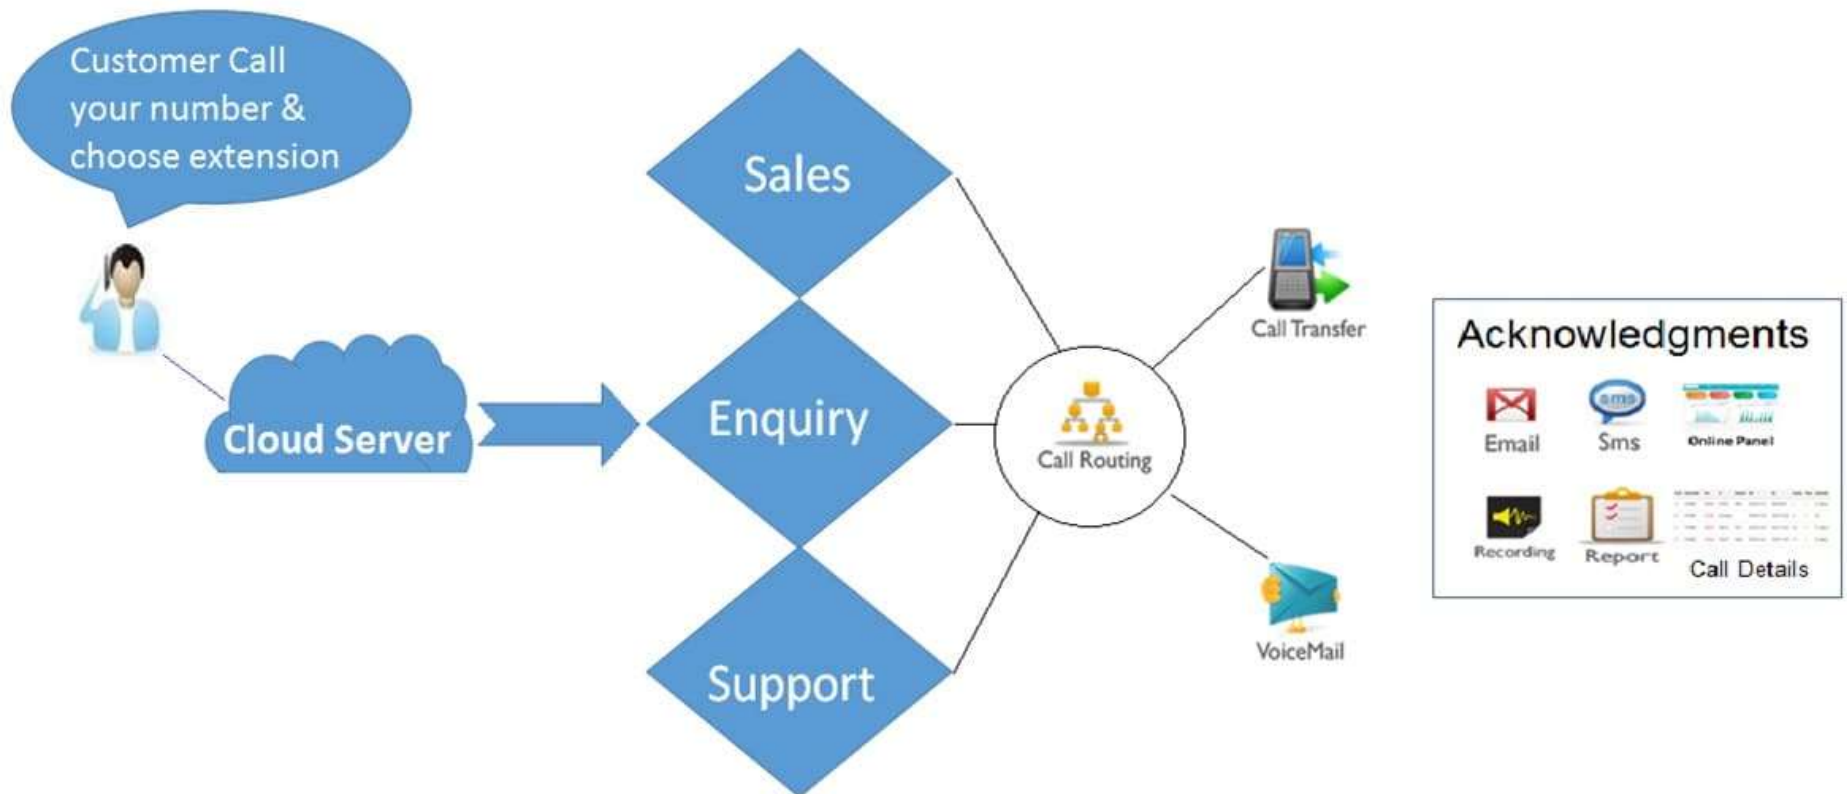 Customer Call
your number &
choose extension
Cloud Server
Sales
Enquiry
Support
Call Routing
Call Transfer
VoiceMail
Acknowledgments
Email
sms
Sms
Online Panel
Recording
Report
Call Details